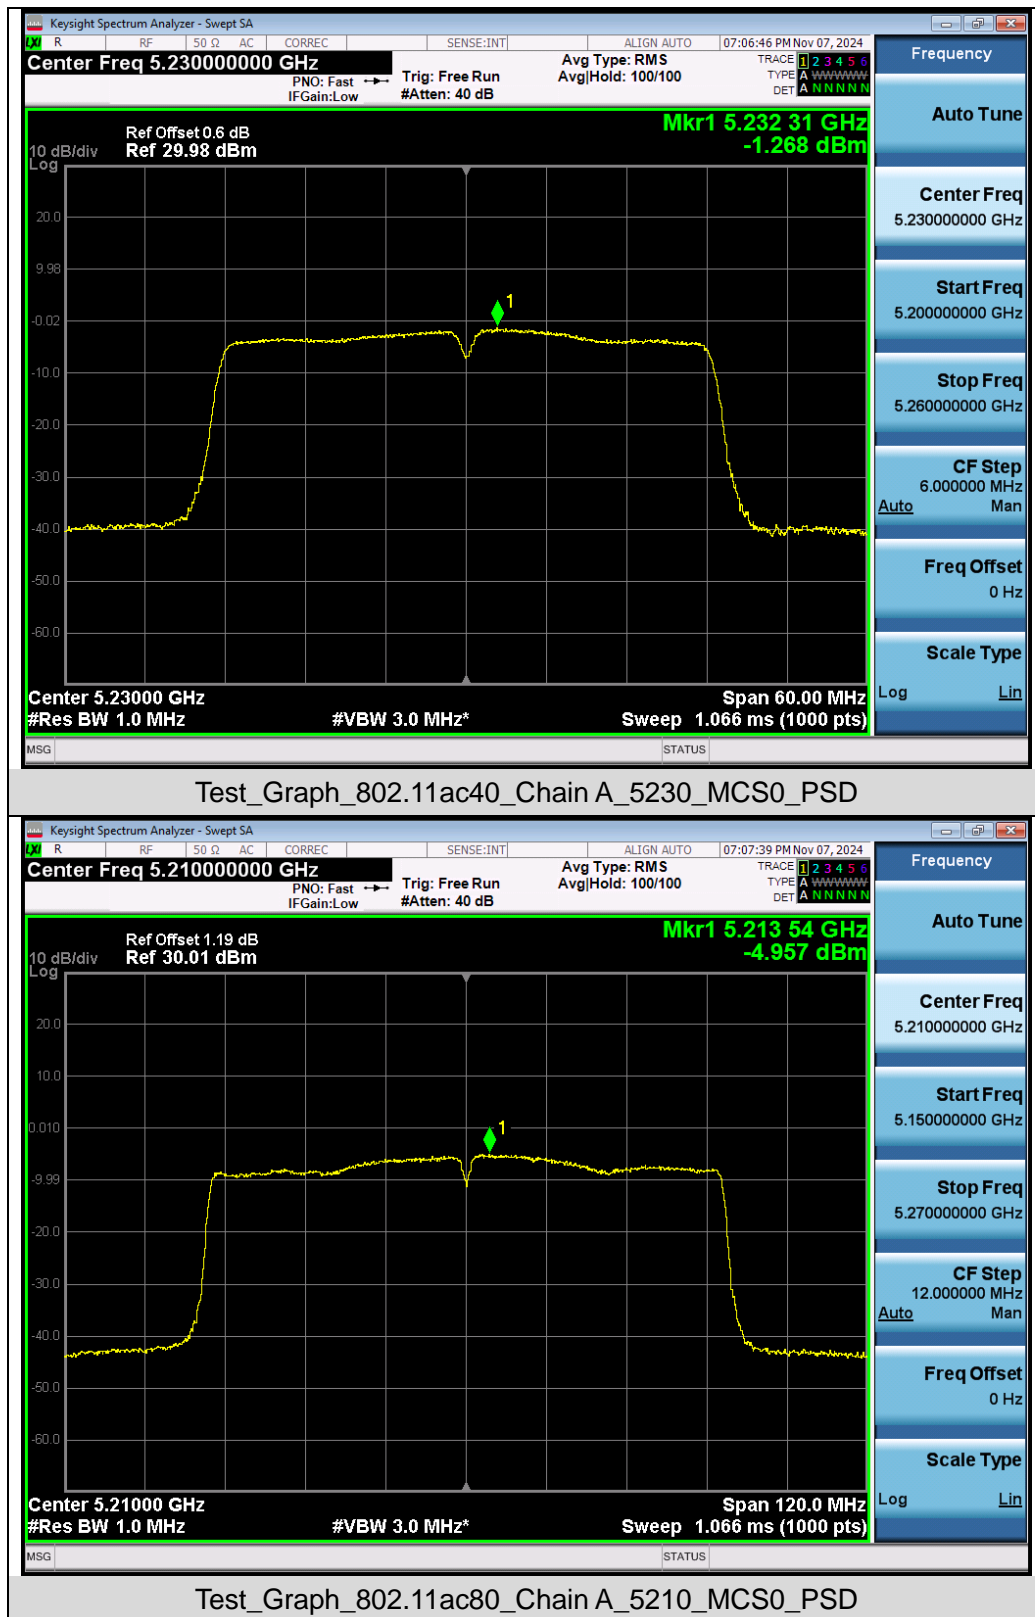 Keysight Spectrum Analyzer - Swept SA
LXI R RF 50 Ω AC CORREC SENSE:INT ALIGN AUTO 07:06:46 PM Nov 07, 2024
Center Freq 5.230000000 GHz
PNO: Fast
IFGain:Low
Trig: Free Run
#Atten: 40 dB
Avg Type: RMS
Avg|Hold: 100/100
TRACE 1 2 3 4 5 6
TYPE A WWWWW
DET A N N N N N
Frequency
Auto Tune
Center Freq
5.230000000 GHz
Start Freq
5.200000000 GHz
Stop Freq
5.260000000 GHz
CF Step
6.000000 MHz
Auto Man
Freq Offset
0 Hz
Scale Type
Log Lin
Mkr1 5.232 31 GHz
-1.268 dBm
Ref Offset 0.6 dB
10 dB/div Ref 29.98 dBm
Log
20.0
9.98
-0.02
-10.0
-20.0
-30.0
-40.0
-50.0
-60.0
1
Center 5.23000 GHz Span 60.00 MHz
#Res BW 1.0 MHz #VBW 3.0 MHz* Sweep 1.066 ms (1000 pts)
MSG STATUS
Test_Graph_802.11ac40_Chain A_5230_MCS0_PSD
Keysight Spectrum Analyzer - Swept SA
LXI R RF 50 Ω AC CORREC SENSE:INT ALIGN AUTO 07:07:39 PM Nov 07, 2024
Center Freq 5.210000000 GHz
PNO: Fast
IFGain:Low
Trig: Free Run
#Atten: 40 dB
Avg Type: RMS
Avg|Hold: 100/100
TRACE 1 2 3 4 5 6
TYPE A WWWWW
DET A N N N N N
Frequency
Auto Tune
Center Freq
5.210000000 GHz
Start Freq
5.150000000 GHz
Stop Freq
5.270000000 GHz
CF Step
12.000000 MHz
Auto Man
Freq Offset
0 Hz
Scale Type
Log Lin
Mkr1 5.213 54 GHz
-4.957 dBm
Ref Offset 1.19 dB
10 dB/div Ref 30.01 dBm
Log
20.0
10.0
0.010
-9.99
-20.0
-30.0
-40.0
-50.0
-60.0
1
Center 5.21000 GHz Span 120.0 MHz
#Res BW 1.0 MHz #VBW 3.0 MHz* Sweep 1.066 ms (1000 pts)
MSG STATUS
Test_Graph_802.11ac80_Chain A_5210_MCS0_PSD